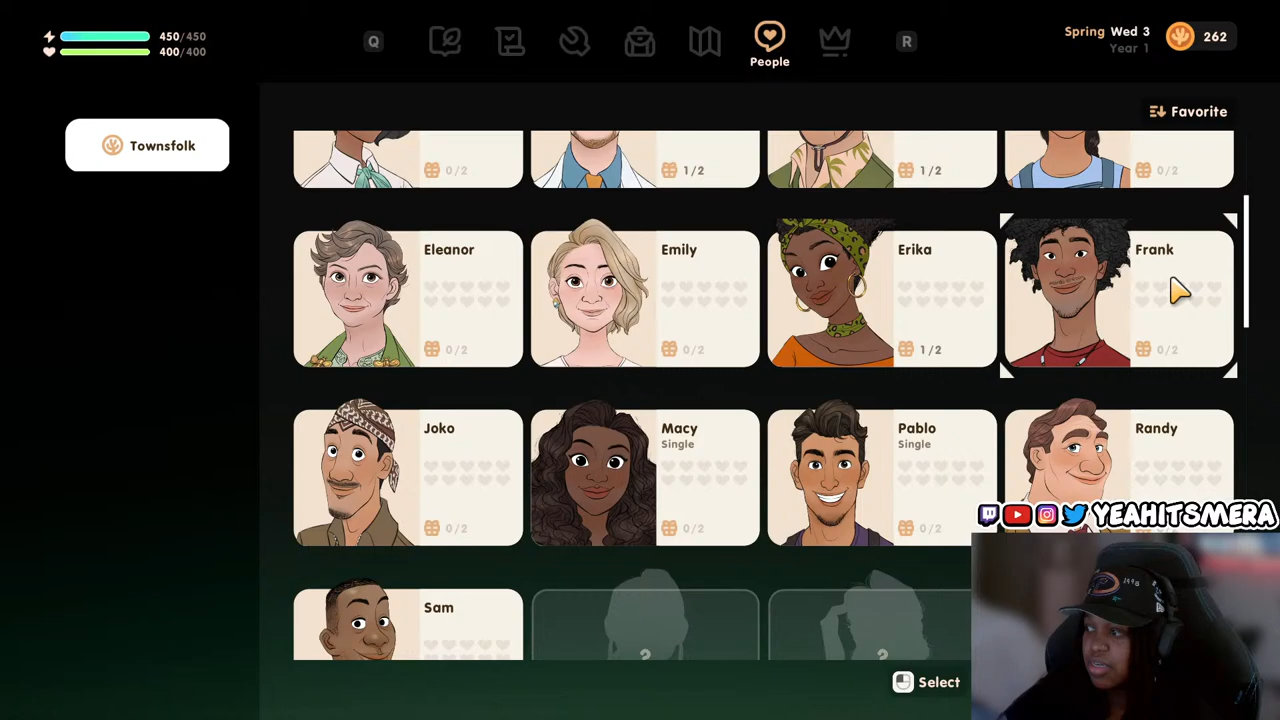 450/450
400/400
Q
People
R
Spring Wed 3
Year 1
262
Townsfolk
Favorite
0/2
1/2
1/2
0/2
Eleanor
0/2
Emily
0/2
Erika
1/2
Frank
0/2
Joko
0/2
Macy
Single
0/2
Pablo
Single
0/2
Randy
YEAHITSMERA
Sam
?
?
Select
1998